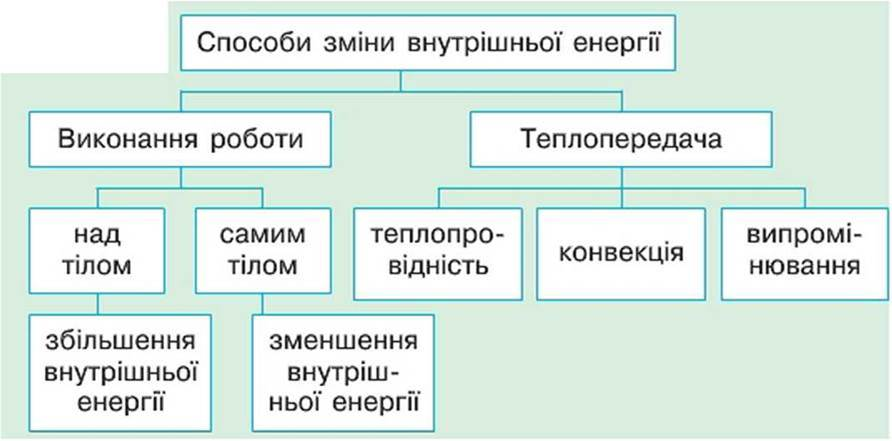 Способи зміни внутрішньої енергії
Виконання роботи
Теплопередача
над
тілом
самим
тілом
теплопро-
відність
конвекція
випромі-
нювання
збільшення
внутрішньої
енергії
зменшення
внутріш-
ньої енергії